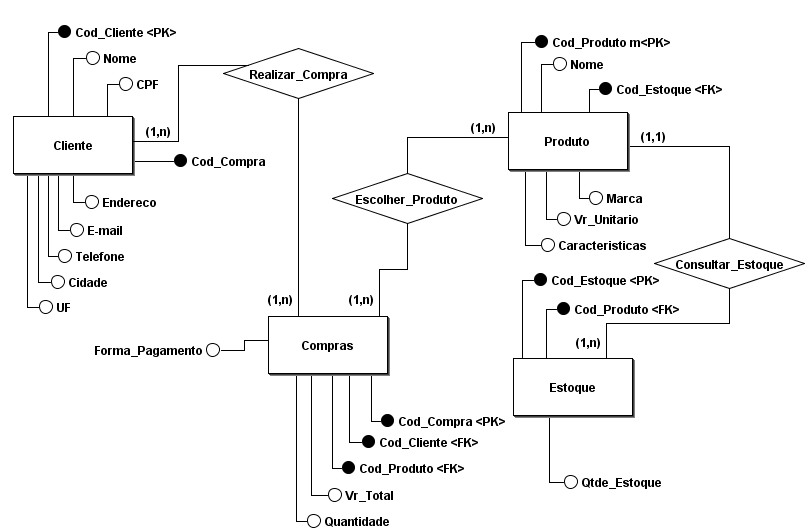 Cod_Cliente <PK>
Nome
CPF
Realizar_Compra
(1,n)
Cliente
Cod_Compra
Endereco
E-mail
Telefone
Cidade
UF
Cod_Produto m<PK>
Nome
Cod_Estoque <FK>
(1,n)
Produto
(1,1)
Escolher_Produto
Marca
Vr_Unitario
Caracteristicas
Consultar_Estoque
Cod_Estoque <PK>
Cod_Produto <FK>
(1,n)
Estoque
Qtde_Estoque
(1,n)
(1,n)
Forma_Pagamento
Compras
Cod_Compra <PK>
Cod_Cliente <FK>
Cod_Produto <FK>
Vr_Total
Quantidade